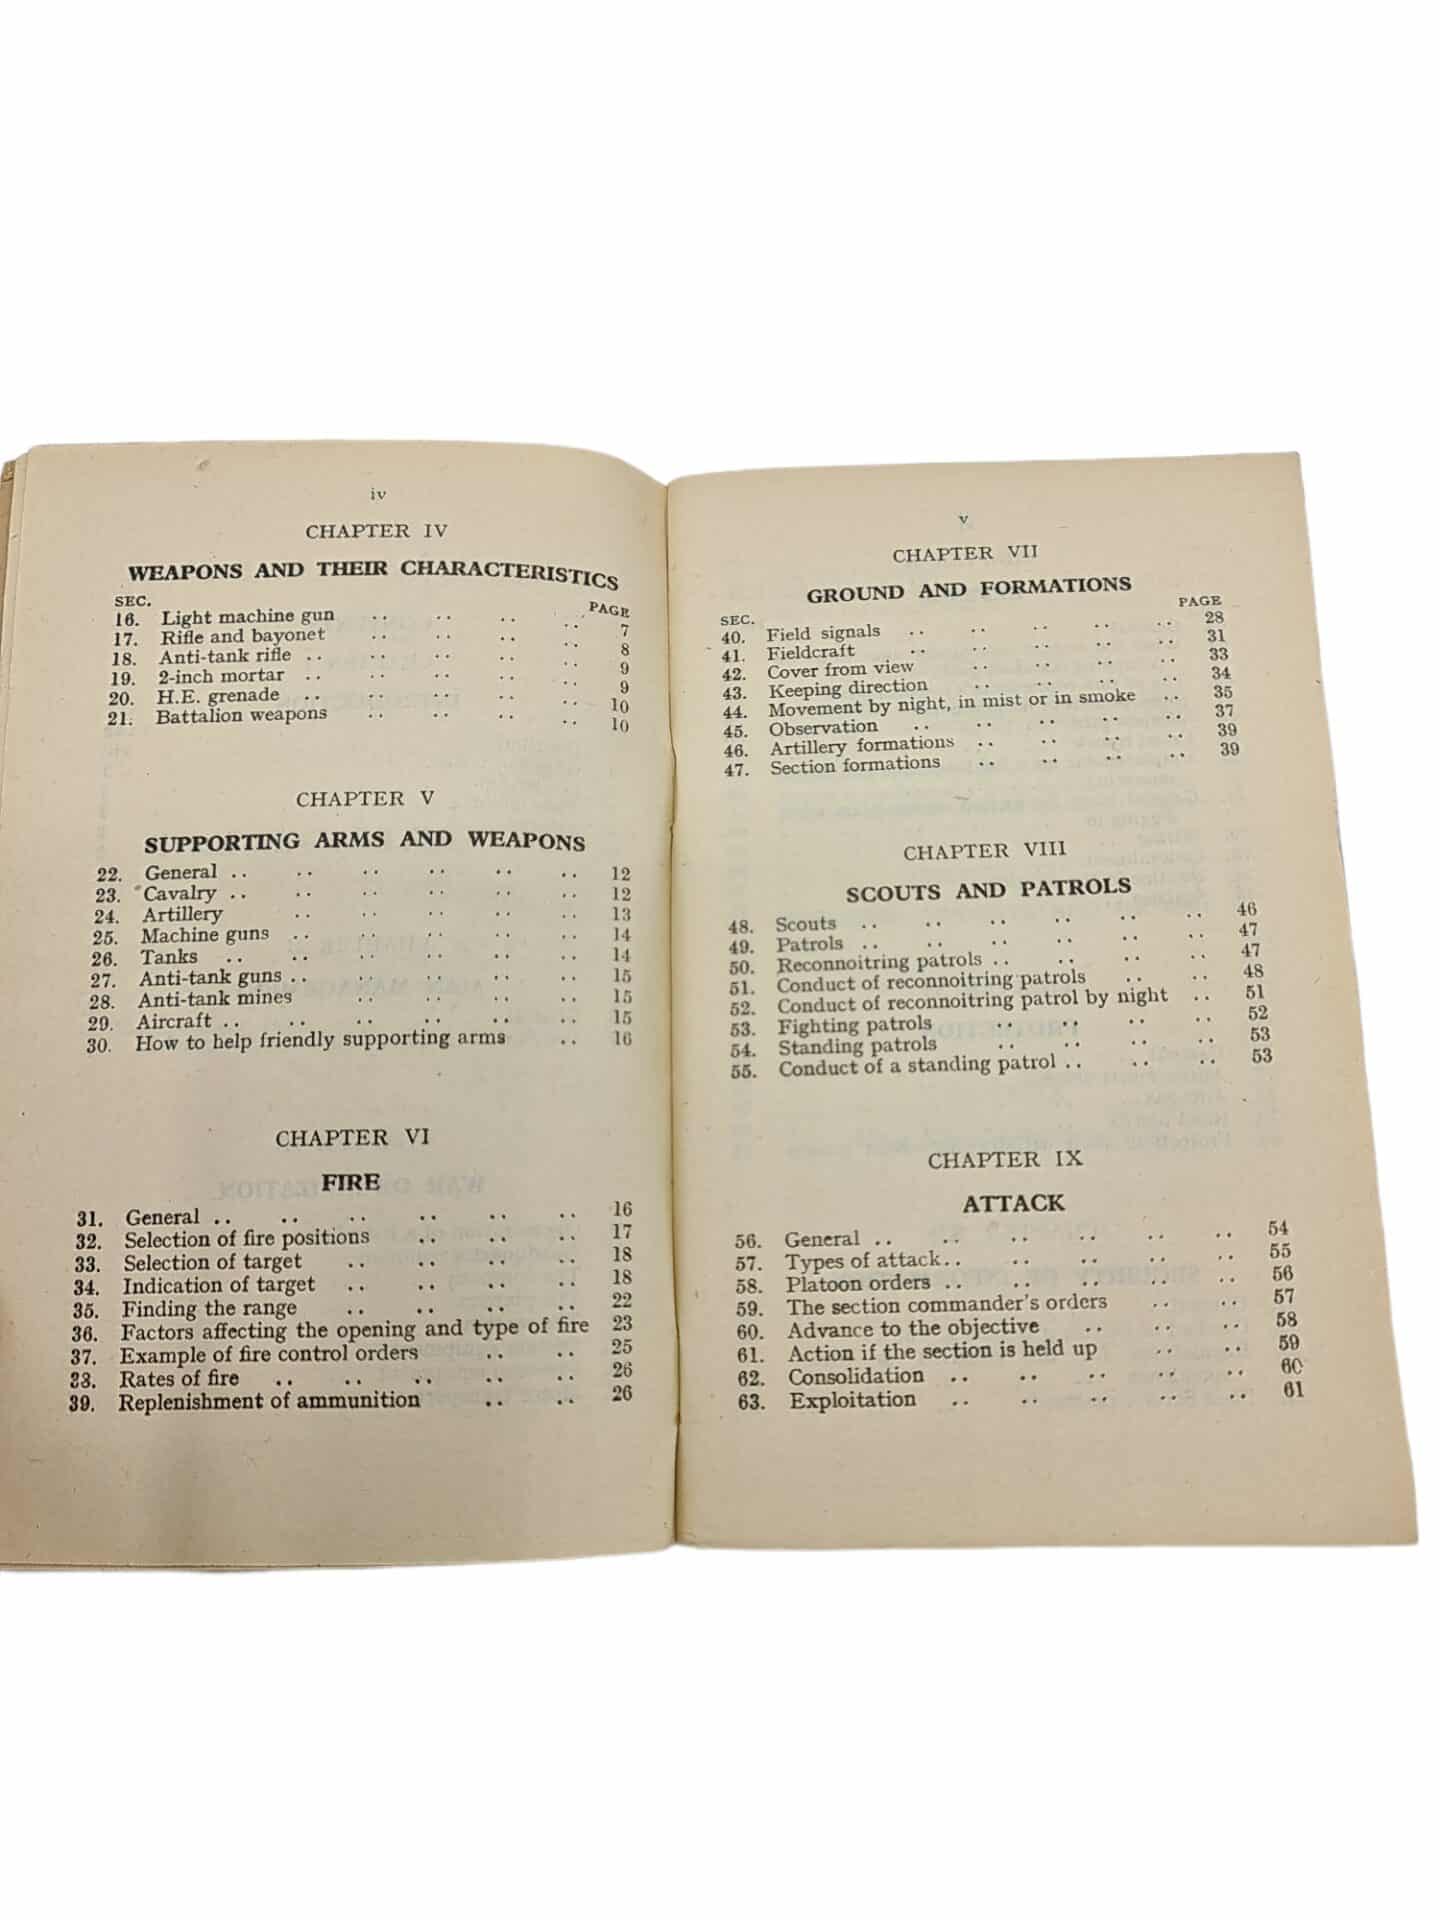 iv
CHAPTER IV
WEAPONS AND THEIR CHARACTERISTICS
SEC. PAGE
16. Light machine gun .. .. .. .. 7
17. Rifle and bayonet .. .. .. .. 8
18. Anti-tank rifle .. .. .. .. .. 9
19. 2-inch mortar .. .. .. .. .. 9
20. H.E. grenade .. .. .. .. .. 10
21. Battalion weapons .. .. .. .. 10
CHAPTER V
SUPPORTING ARMS AND WEAPONS
22. General .. .. .. .. .. .. 12
23. Cavalry .. .. .. .. .. .. 12
24. Artillery .. .. .. .. .. 13
25. Machine guns .. .. .. .. .. 14
26. Tanks .. .. .. .. .. .. 14
27. Anti-tank guns .. .. .. .. .. 15
28. Anti-tank mines .. .. .. .. 15
29. Aircraft .. .. .. .. .. .. 15
30. How to help friendly supporting arms .. 16
CHAPTER VI
FIRE
31. General .. .. .. .. .. .. 16
32. Selection of fire positions .. .. .. 17
33. Selection of target .. .. .. .. 18
34. Indication of target .. .. .. .. 18
35. Finding the range .. .. .. .. 22
36. Factors affecting the opening and type of fire 23
37. Example of fire control orders .. .. 25
33. Rates of fire .. .. .. .. .. 26
39. Replenishment of ammunition .. .. 26
v
CHAPTER VII
GROUND AND FORMATIONS
SEC. PAGE
40. Field signals .. .. .. .. .. 28
41. Fieldcraft .. .. .. .. .. 31
42. Cover from view .. .. .. .. 33
43. Keeping direction .. .. .. .. 34
44. Movement by night, in mist or in smoke .. 35
45. Observation .. .. .. .. .. 37
46. Artillery formations .. .. .. .. 39
47. Section formations .. .. .. .. 39
CHAPTER VIII
SCOUTS AND PATROLS
48. Scouts .. .. .. .. .. .. 46
49. Patrols .. .. .. .. .. .. 47
50. Reconnoitring patrols .. .. .. .. 47
51. Conduct of reconnoitring patrols .. .. 48
52. Conduct of reconnoitring patrol by night .. 51
53. Fighting patrols .. .. .. .. 52
54. Standing patrols .. .. .. .. 53
55. Conduct of a standing patrol .. .. .. 53
CHAPTER IX
ATTACK
56. General .. .. .. .. .. .. 54
57. Types of attack .. .. .. .. .. 55
58. Platoon orders .. .. .. .. .. 56
59. The section commander's orders .. .. 57
60. Advance to the objective .. .. .. 58
61. Action if the section is held up .. .. 59
62. Consolidation .. .. .. .. .. 60
63. Exploitation .. .. .. .. .. 61